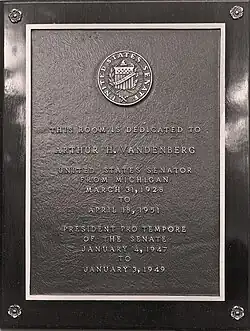 UNITED STATES SENATE
THIS ROOM IS DEDICATED TO
ARTHUR H. VANDENBERG
UNITED STATES SENATOR
FROM MICHIGAN
MARCH 31, 1928
TO
APRIL 18, 1951
PRESIDENT PRO TEMPORE
OF THE SENATE
JANUARY 4, 1947
TO
JANUARY 3, 1949